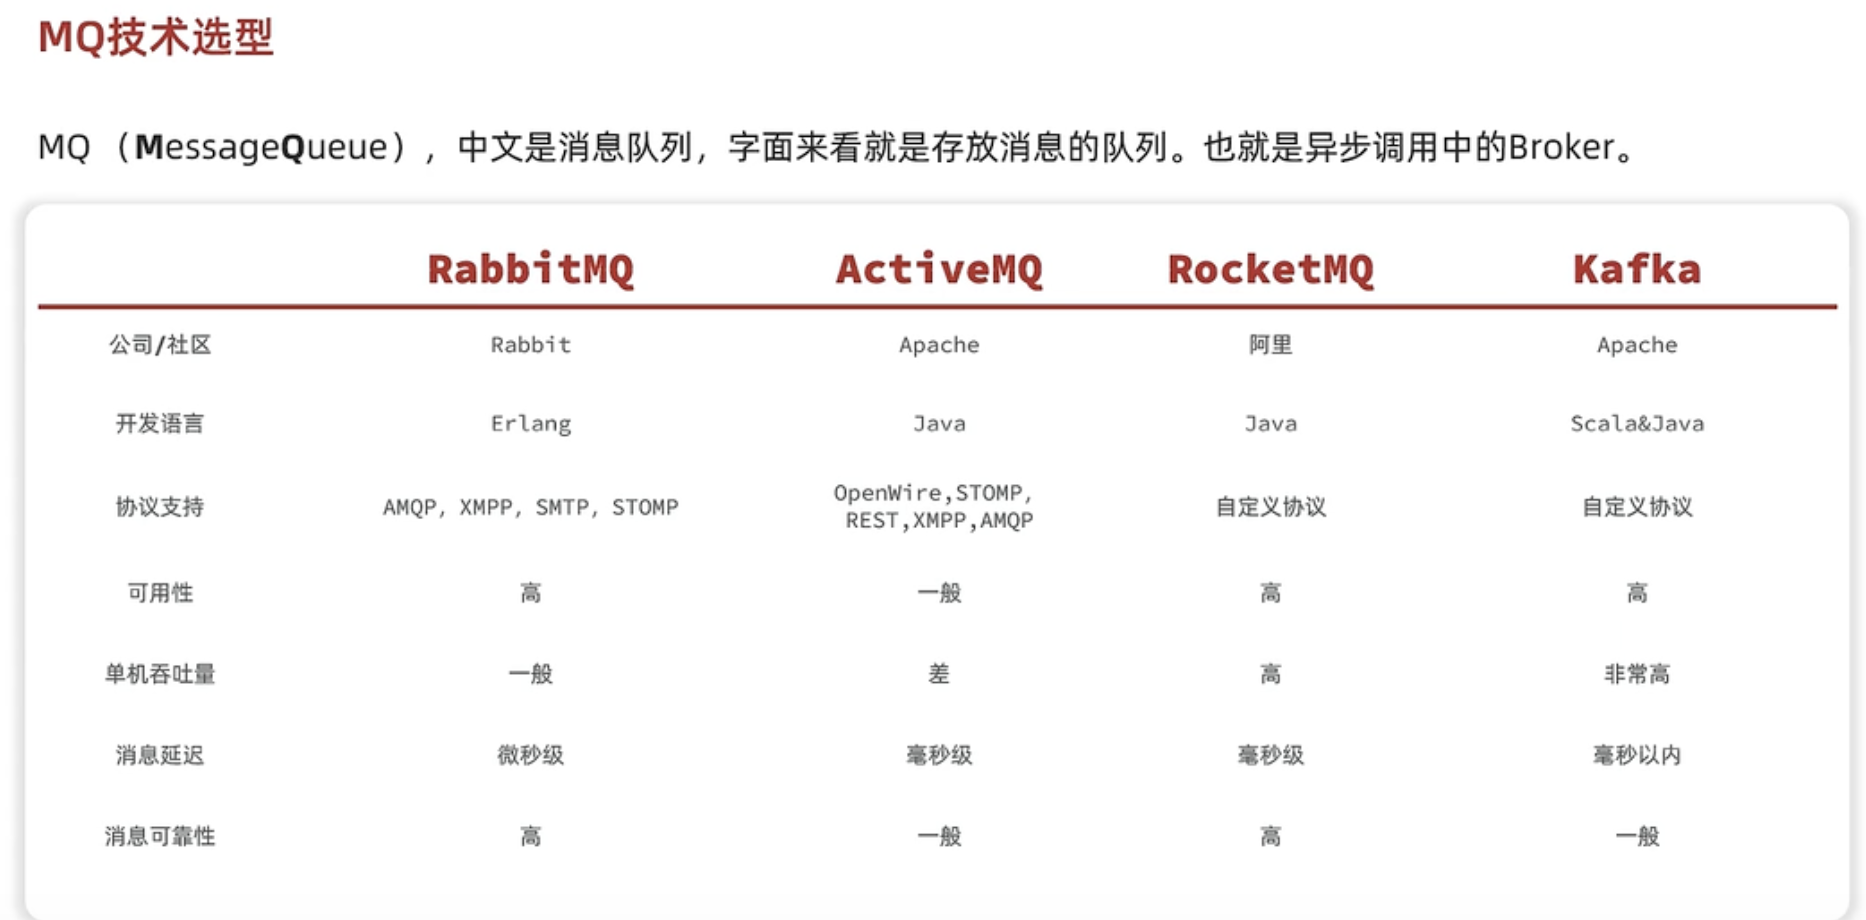 MQ技术选型
MQ（MessageQueue），中文是消息队列，字面来看就是存放消息的队列。也就是异步调用中的Broker。
RabbitMQ ActiveMQ RocketMQ Kafka
公司/社区 Rabbit Apache 阿里 Apache
开发语言 Erlang Java Java Scala&Java
协议支持 AMQP, XMPP, SMTP, STOMP OpenWire,STOMP, 自定义协议 自定义协议
REST,XMPP,AMQP
可用性 高 一般 高 高
单机吞吐量 一般 差 高 非常高
消息延迟 微秒级 毫秒级 毫秒级 毫秒以内
消息可靠性 高 一般 高 一般